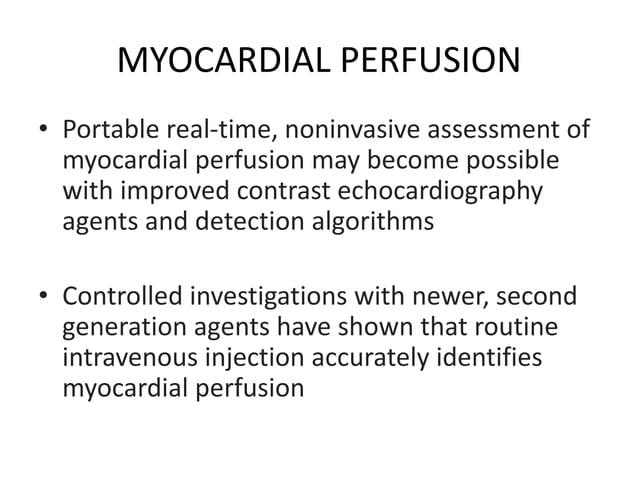 MYOCARDIAL PERFUSION
• Portable real-time, noninvasive assessment of
myocardial perfusion may become possible
with improved contrast echocardiography
agents and detection algorithms
• Controlled investigations with newer, second
generation agents have shown that routine
intravenous injection accurately identifies
myocardial perfusion